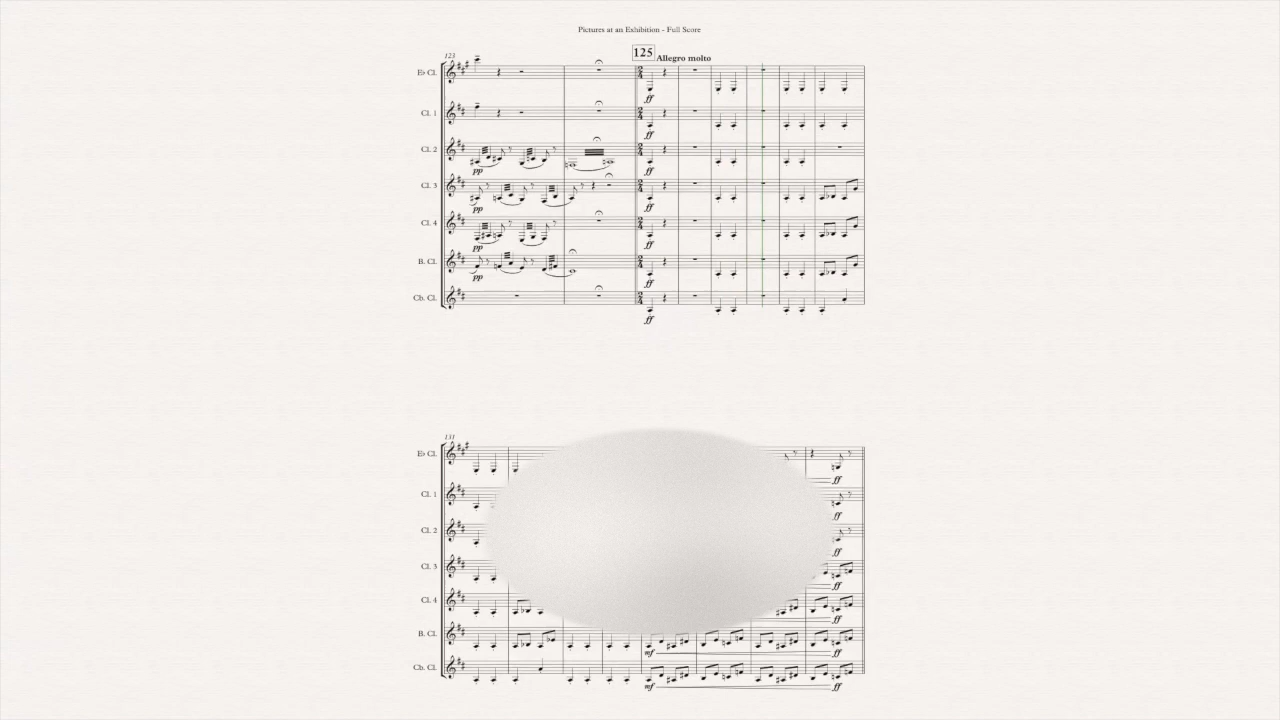 Pictures at an Exhibition - Full Score
123
125 Allegro molto
E♭ Cl.
ff
Cl. 1
ff
Cl. 2
pp ff
Cl. 3
pp ff
Cl. 4
pp ff
B. Cl.
pp ff
Cb. Cl.
ff
131
E♭ Cl.
ff
Cl. 1
ff
Cl. 2
ff
Cl. 3
ff
Cl. 4
ff
B. Cl.
mf ff
Cb. Cl.
mf ff